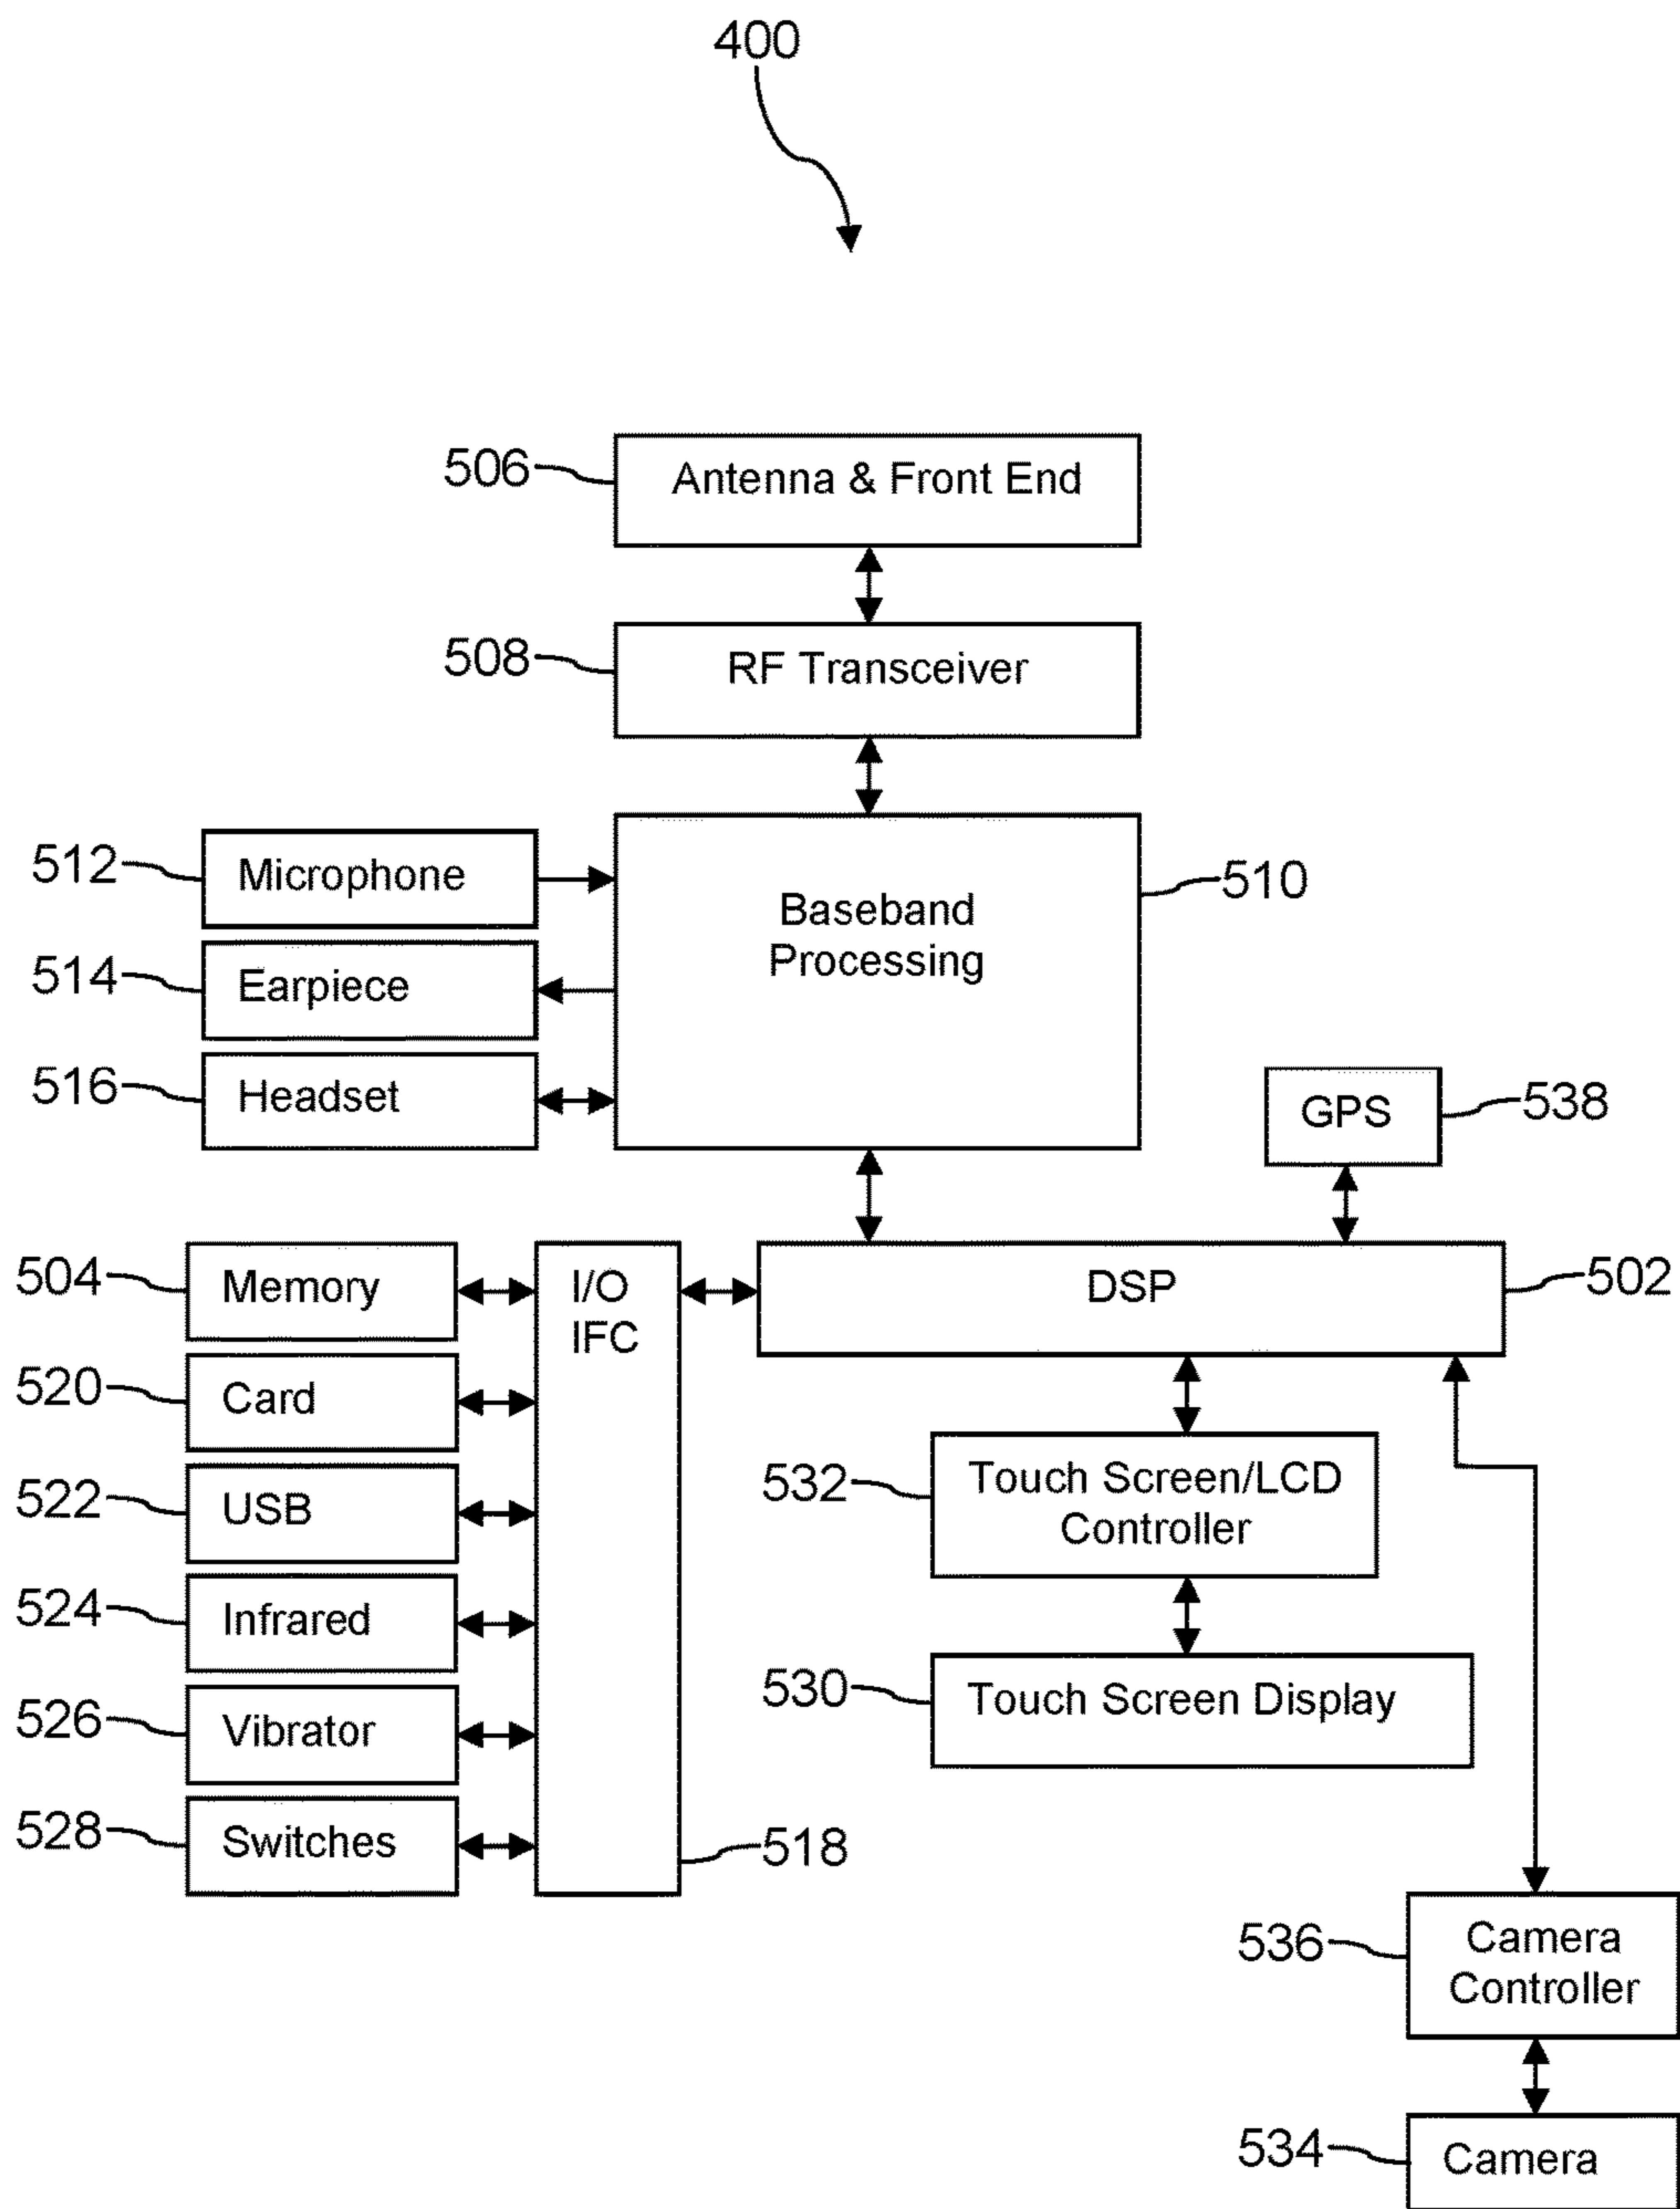 400
506
Antenna & Front End
508
RF Transceiver
512
Microphone
Baseband
Processing
510
514
Earpiece
516
Headset
GPS
538
504
Memory
I/O
IFC
DSP
502
520
Card
522
USB
532
Touch Screen/LCD
Controller
524
Infrared
526
Vibrator
530
Touch Screen Display
528
Switches
518
536
Camera
Controller
534
Camera